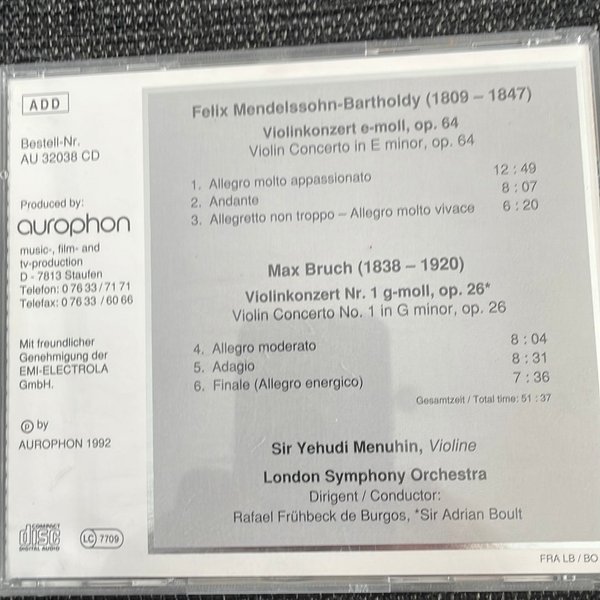 ADD
Bestell-Nr.
AU 32038 CD
Produced by:
aurophon
music-, film- and
tv-production
D - 7813 Staufen
Telefon: 0 76 33 / 71 71
Telefax: 0 76 33 / 60 66
Mit freundlicher
Genehmigung der
EMI-ELECTROLA
GmbH.
℗ by
AUROPHON 1992
COMPACT
disc
DIGITAL AUDIO
LC 7709
Felix Mendelssohn-Bartholdy (1809 – 1847)
Violinkonzert e-moll, op. 64
Violin Concerto in E minor, op. 64
1. Allegro molto appassionato 12 : 49
2. Andante 8 : 07
3. Allegretto non troppo – Allegro molto vivace 6 : 20
Max Bruch (1838 – 1920)
Violinkonzert Nr. 1 g-moll, op. 26*
Violin Concerto No. 1 in G minor, op. 26
4. Allegro moderato 8 : 04
5. Adagio 8 : 31
6. Finale (Allegro energico) 7 : 36
Gesamtzeit / Total time: 51 : 37
Sir Yehudi Menuhin, Violine
London Symphony Orchestra
Dirigent / Conductor:
Rafael Frühbeck de Burgos, *Sir Adrian Boult
FRA LB / BO